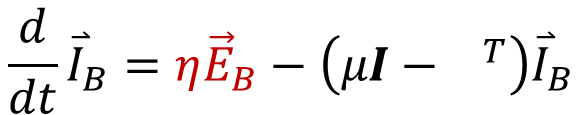 d/dt I⃗_B = ηE⃗_B − (μI −   ᵀ)I⃗_B